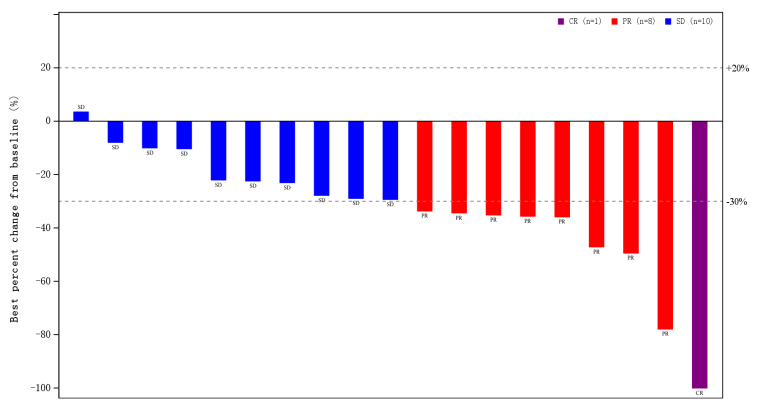 CR (n=1) PR (n=8) SD (n=10)
20
+20%
SD
0
SD
SD
SD
-20
SD
SD
SD
SD
SD
SD
-30%
PR
PR
PR
PR
PR
-40
PR
PR
-60
-80
PR
-100
CR
Best percent change from baseline (%)